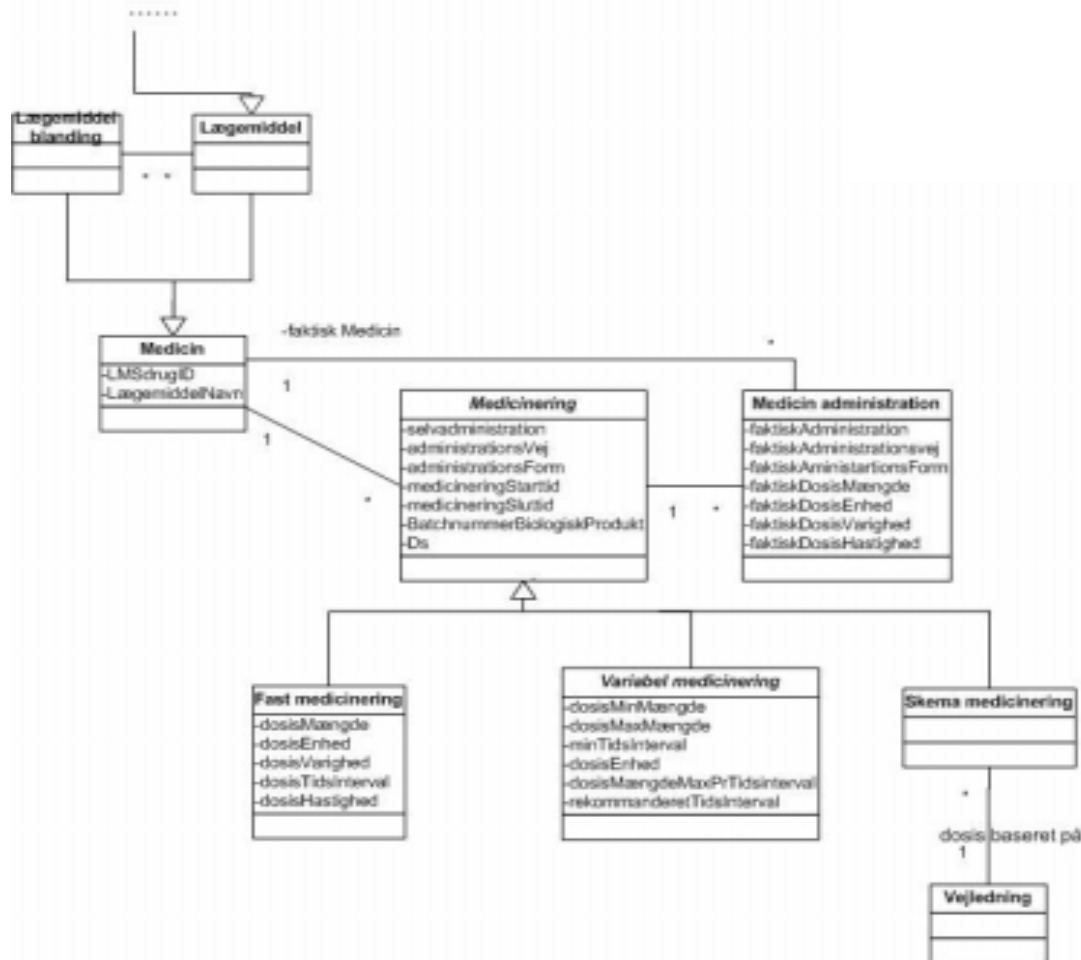 ......
Lægemiddel
blanding
Lægemiddel
* *
Medicin
-LMSdrugID
-LægemiddelNavn
-faktisk Medicin
*
1
1
*
Medicinering
-selvadministration
-administrationsVej
-administrationsForm
-medicineringStarttid
-medicineringSluttid
-BatchnummerBiologiskProdukt
-Ds
1 *
Medicin administration
-faktiskAdministration
-faktiskAdministrationsvej
-faktiskAministartionsForm
-faktiskDosisMængde
-faktiskDosisEnhed
-faktiskDosisVarighed
-faktiskDosisHastighed
Fast medicinering
-dosisMængde
-dosisEnhed
-dosisVarighed
-dosisTidsInterval
-dosisHastighed
Variabel medicinering
-dosisMinMængde
-dosisMaxMængde
-minTidsInterval
-dosisEnhed
-dosisMængdeMaxPrTidsinterval
-rekommanderetTidsInterval
Skema medicinering
*
dosis baseret på
1
Vejledning